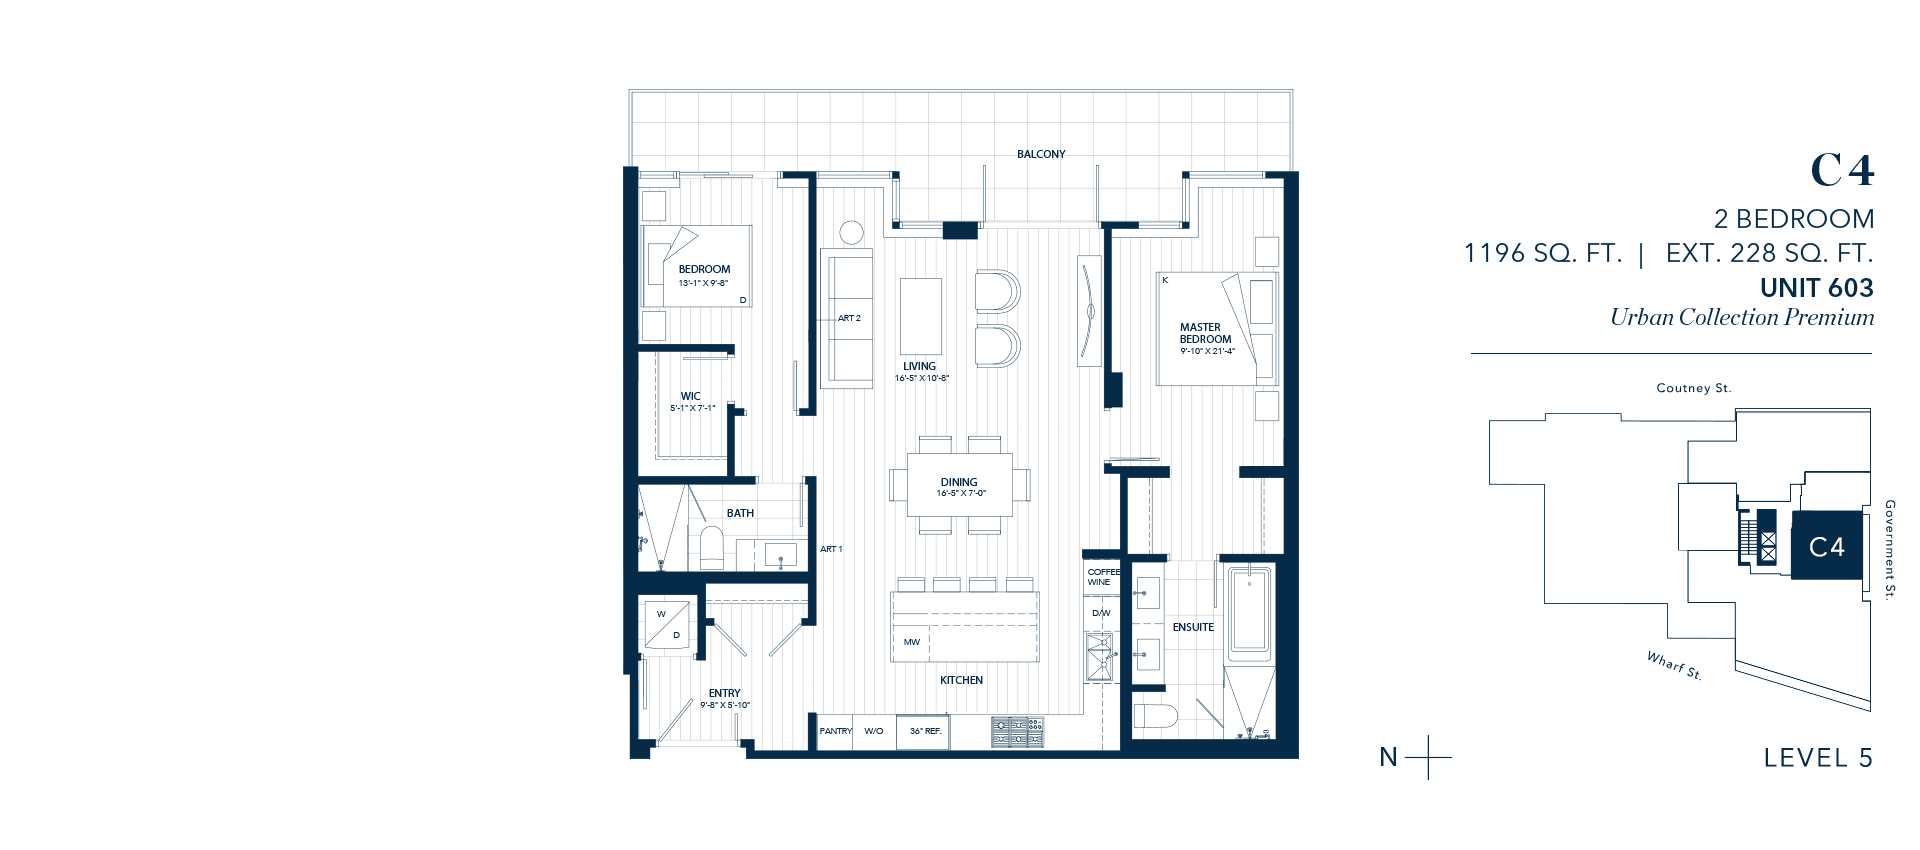 BALCONY
BEDROOM
13'-1" X 9'-8"
D
ART 2
K
MASTER
BEDROOM
9'-10" X 21'-4"
LIVING
16'-5" X 10'-8"
WIC
5'-1" X 7'-1"
DINING
16'-5" X 7'-0"
BATH
ART 1
COFFEE
WINE
D/W
W
D
MW
ENSUITE
KITCHEN
ENTRY
9'-8" X 5'-10"
PANTRY
W/O
36" REF.
C4
2 BEDROOM
1196 SQ. FT. | EXT. 228 SQ. FT.
UNIT 603
Urban Collection Premium
Coutney St.
Government St.
C4
Wharf St.
N
LEVEL 5